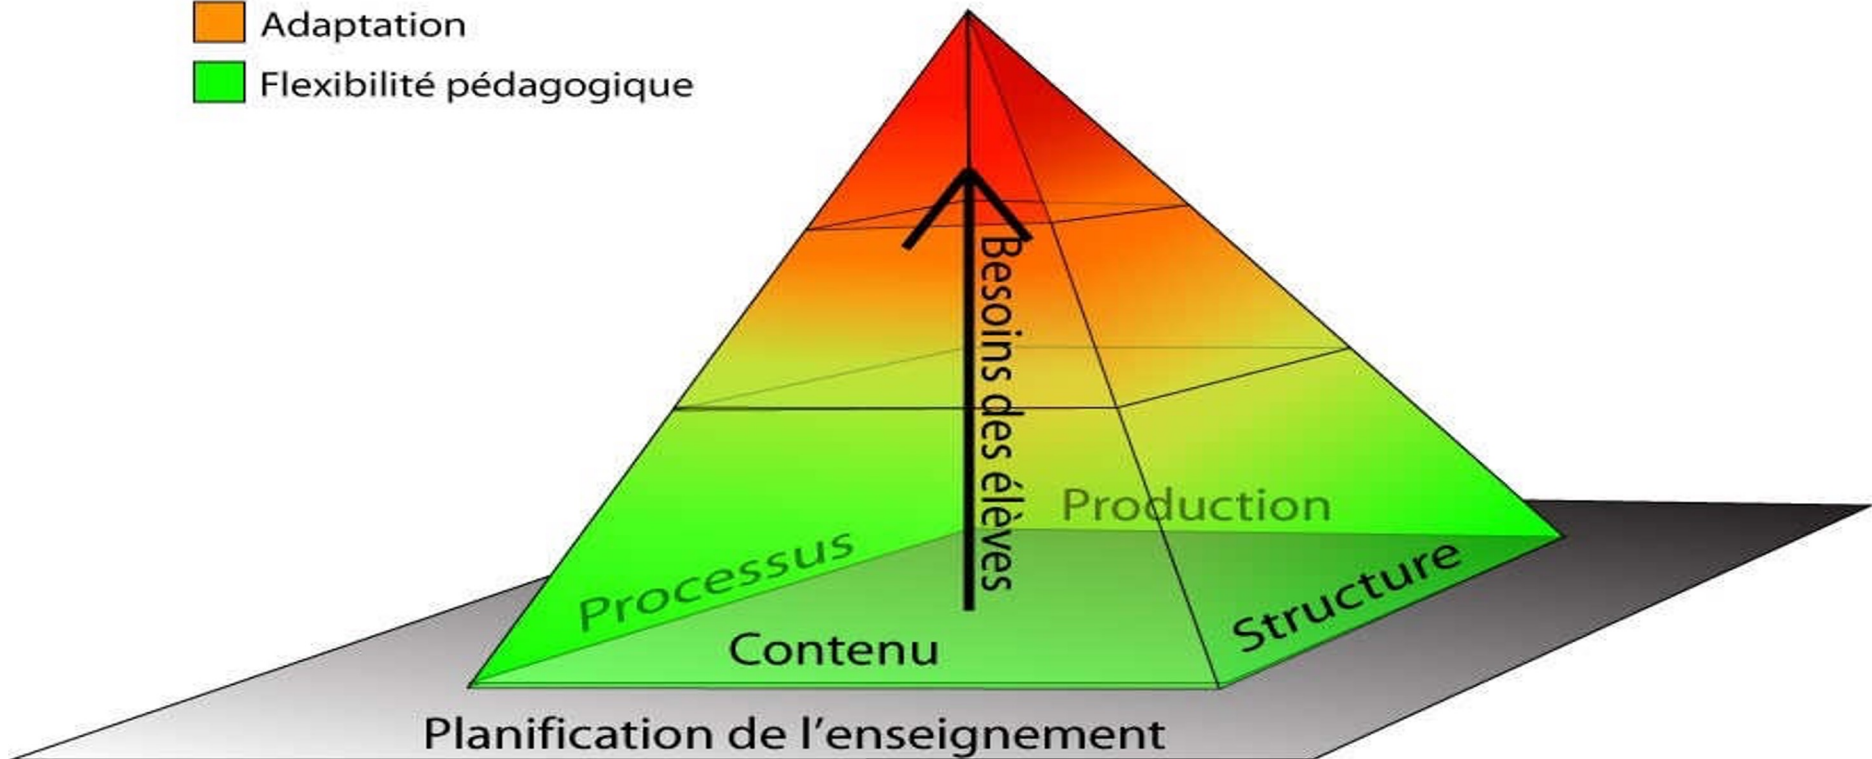 Adaptation
Flexibilité pédagogique
Besoins des élèves
Production
Processus
Structure
Contenu
Planification de l'enseignement